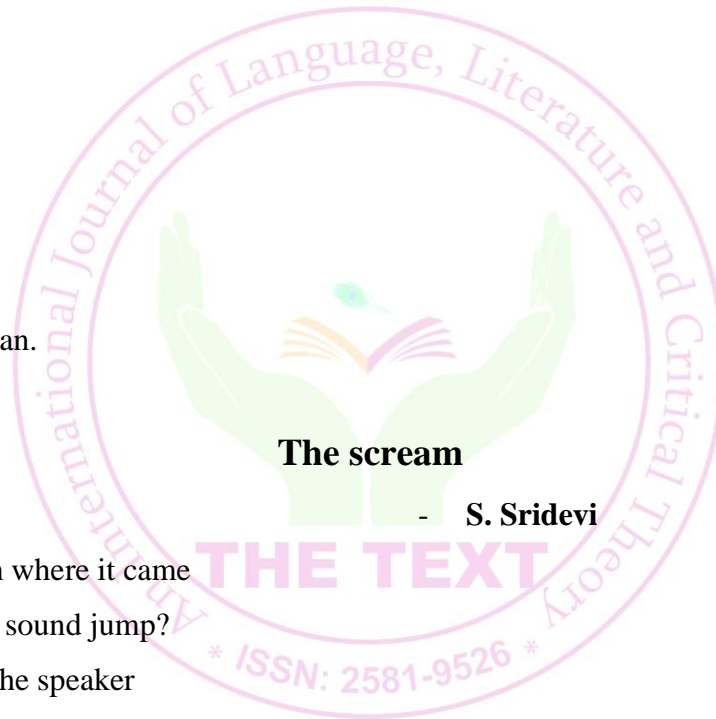 an.
The scream
- S. Sridevi
n where it came
sound jump?
he speaker
An International Journal of Language, Literature and Critical Theory
THE TEXT
* ISSN: 2581-9526 *